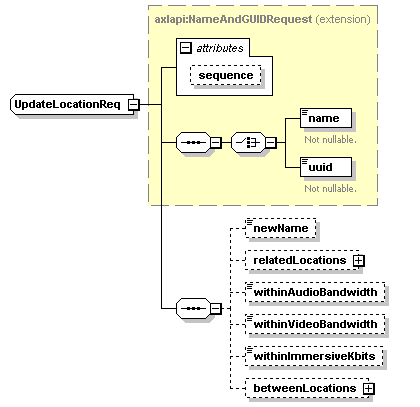 axlapi:NameAndGUIDRequest (extension)
attributes
sequence
UpdateLocationReq
name
Not nullable.
uuid
Not nullable.
newName
relatedLocations
withinAudioBandwidth
withinVideoBandwidth
withinImmersiveKbits
betweenLocations